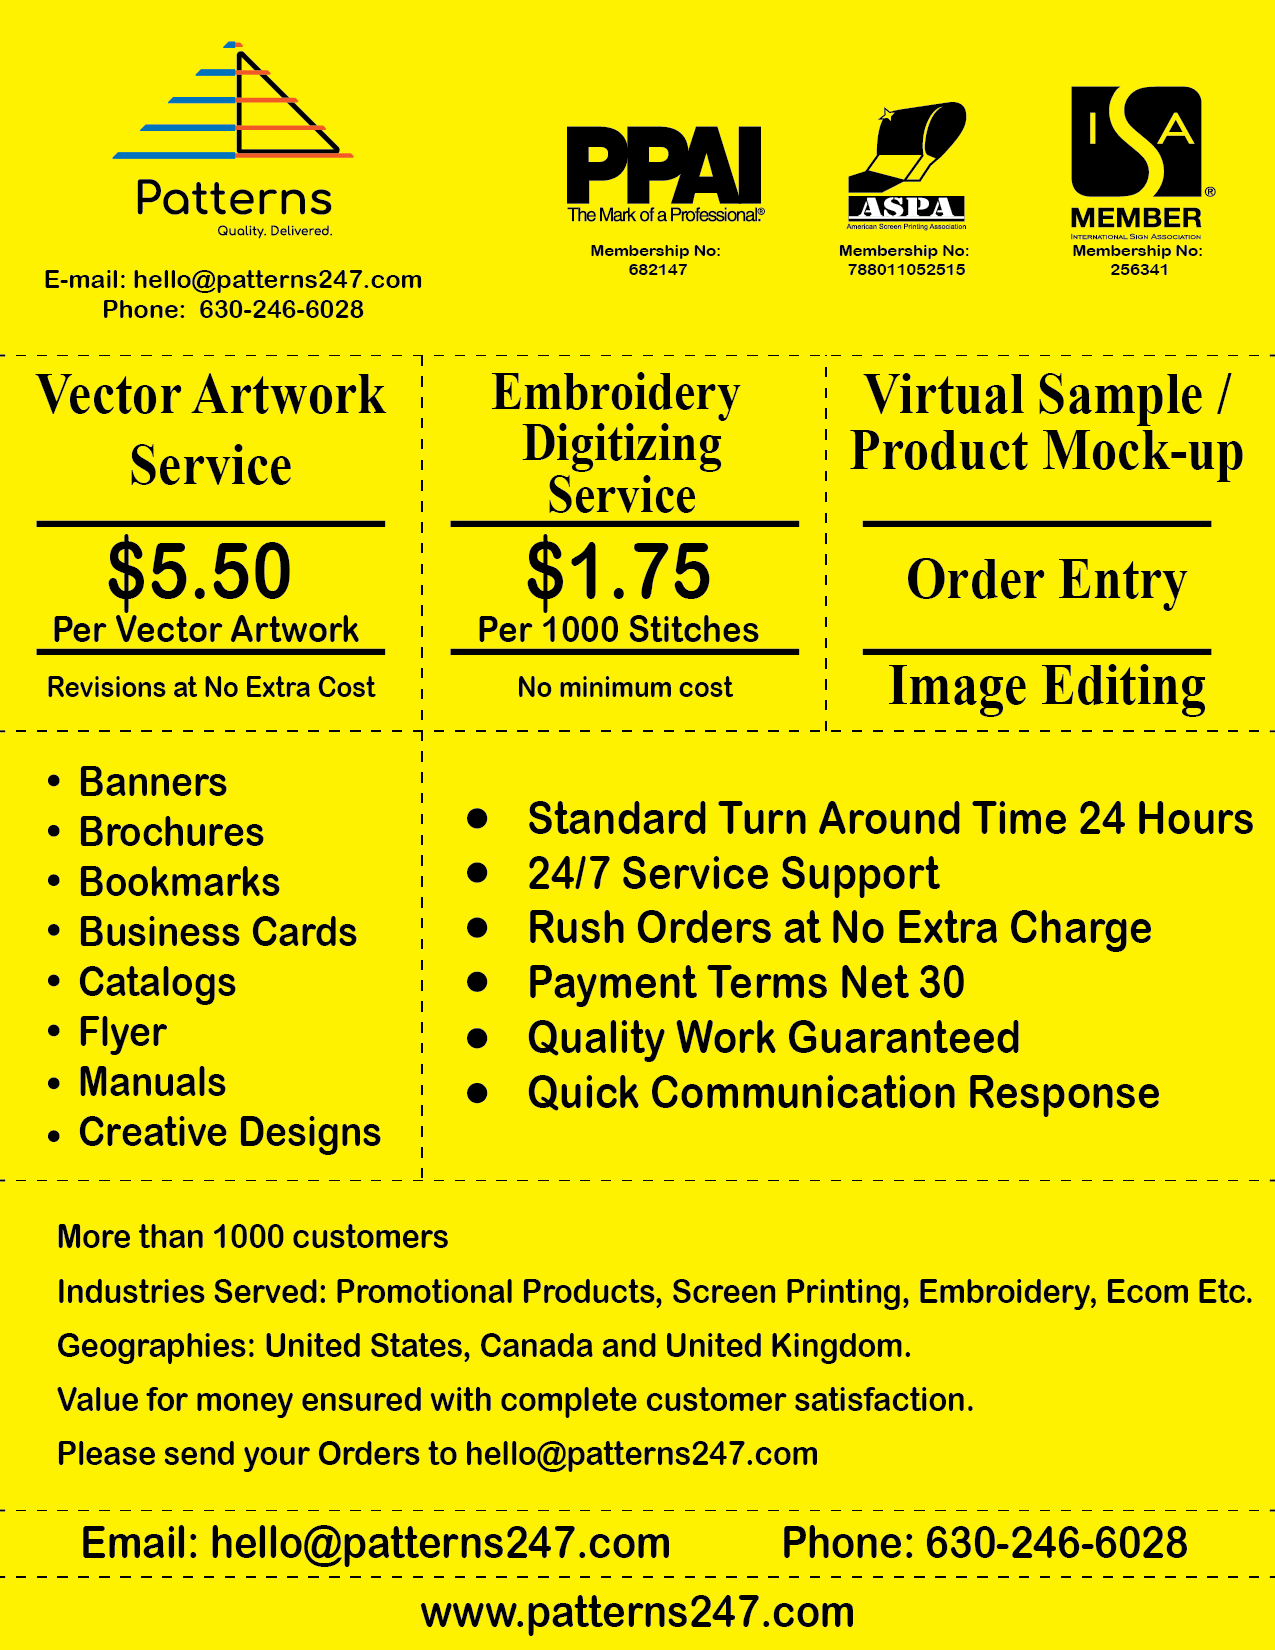 Patterns
Quality. Delivered.
E-mail: hello@patterns247.com
Phone: 630-246-6028
PPAI
The Mark of a Professional.®
Membership No:
682147
ASPA
American Screen Printing Association
Membership No:
788011052515
ISA
®
MEMBER
INTERNATIONAL SIGN ASSOCIATION
Membership No:
256341
Vector Artwork
Service
$5.50
Per Vector Artwork
Revisions at No Extra Cost
Embroidery
Digitizing
Service
$1.75
Per 1000 Stitches
No minimum cost
Virtual Sample /
Product Mock-up
Order Entry
Image Editing
• Banners
• Brochures
• Bookmarks
• Business Cards
• Catalogs
• Flyer
• Manuals
• Creative Designs
● Standard Turn Around Time 24 Hours
● 24/7 Service Support
● Rush Orders at No Extra Charge
● Payment Terms Net 30
● Quality Work Guaranteed
● Quick Communication Response
More than 1000 customers
Industries Served: Promotional Products, Screen Printing, Embroidery, Ecom Etc.
Geographies: United States, Canada and United Kingdom.
Value for money ensured with complete customer satisfaction.
Please send your Orders to hello@patterns247.com
Email: hello@patterns247.com Phone: 630-246-6028
www.patterns247.com